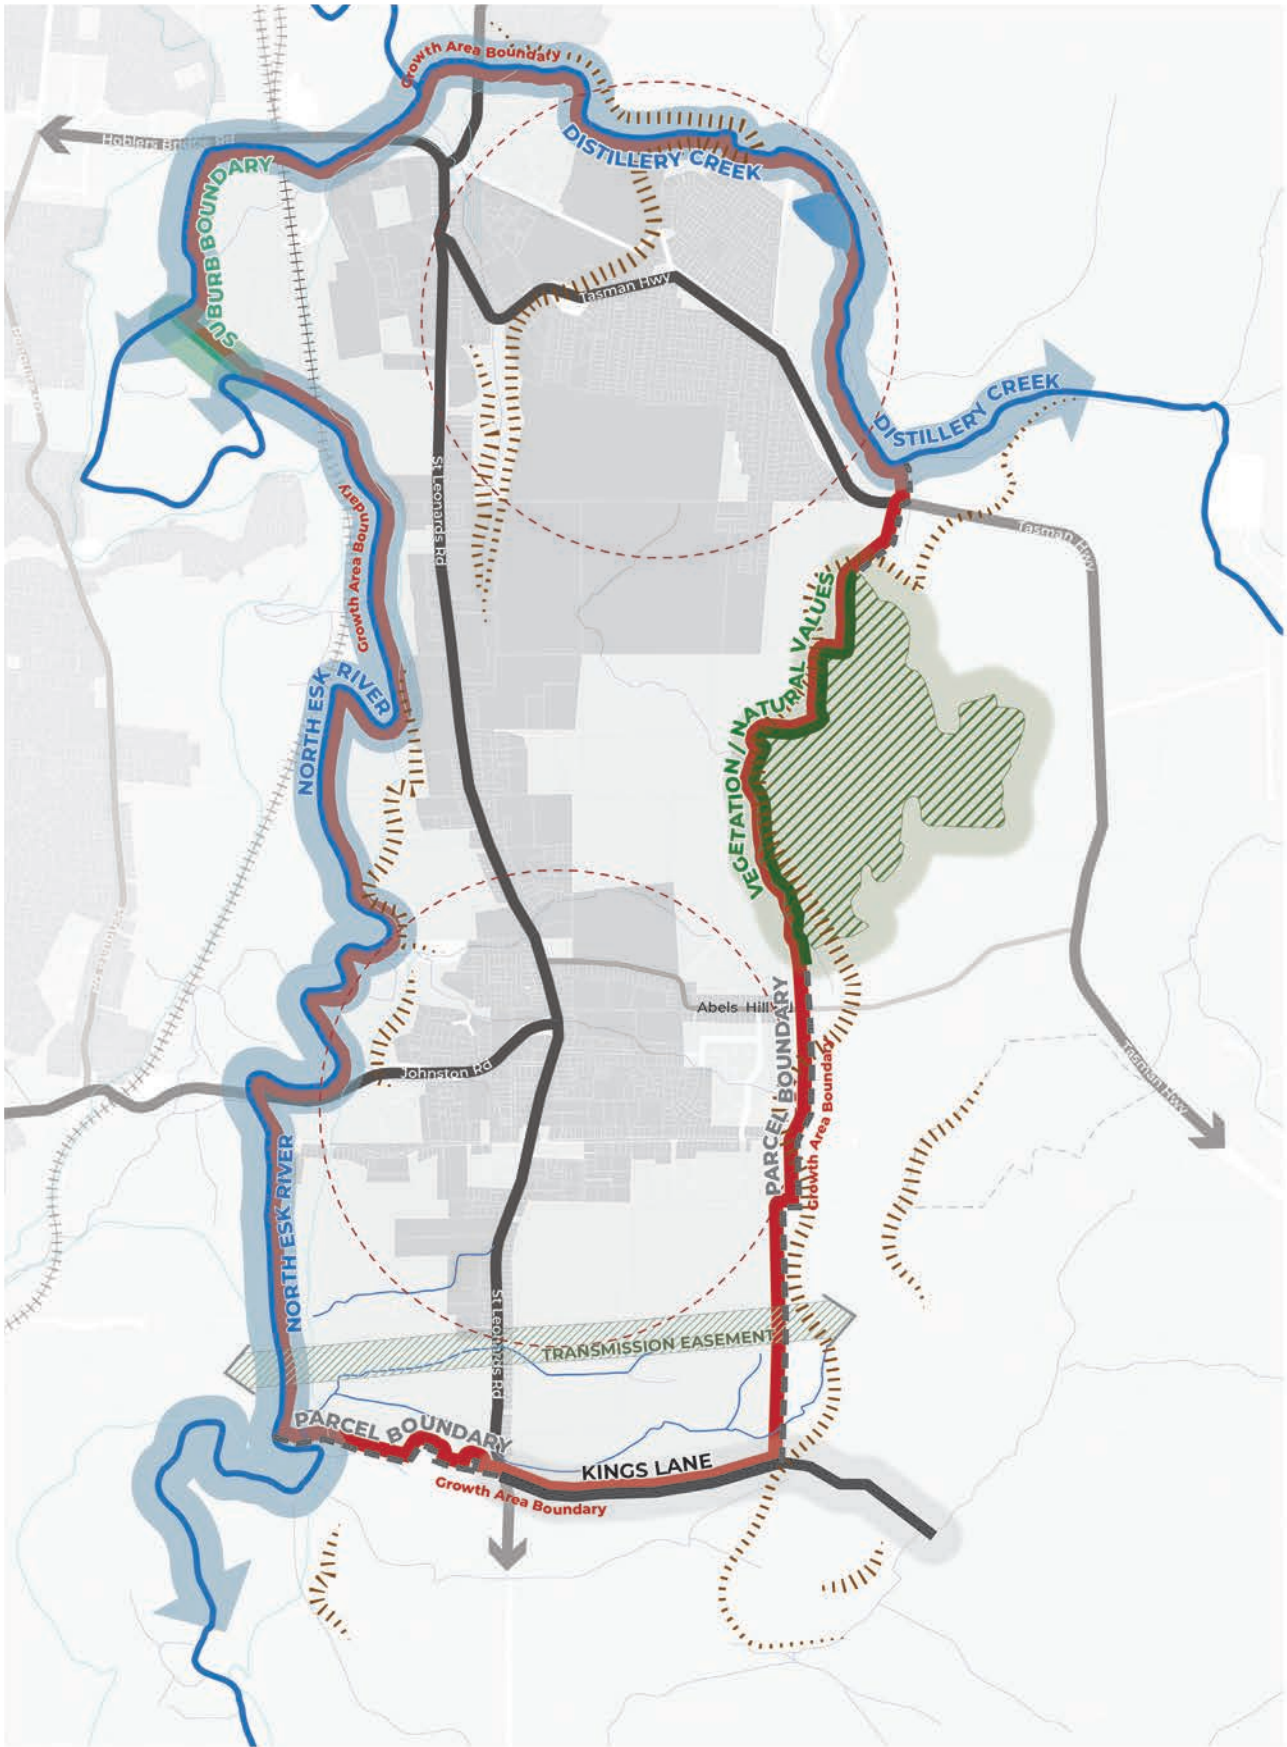 Growth Area Boundary
Hoblers Bridge Rd
DISTILLERY CREEK
SUBURB BOUNDARY
Tasman Hwy
DISTILLERY CREEK
St Leonards Rd
Growth Area Boundary
Tasman Hwy
VEGETATION / NATURAL VALUES
NORTH ESK RIVER
Abels Hill
PARCEL BOUNDARY
Growth Area Boundary
Johnston Rd
Tasman Hwy
NORTH ESK RIVER
TRANSMISSION EASEMENT
St Leonards Rd
PARCEL BOUNDARY
KINGS LANE
Growth Area Boundary